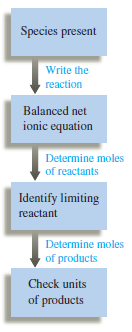 Species present
Write the
reaction
Balanced net
ionic equation
Determine moles
of reactants
Identify limiting
reactant
Determine moles
of products
Check units
of products